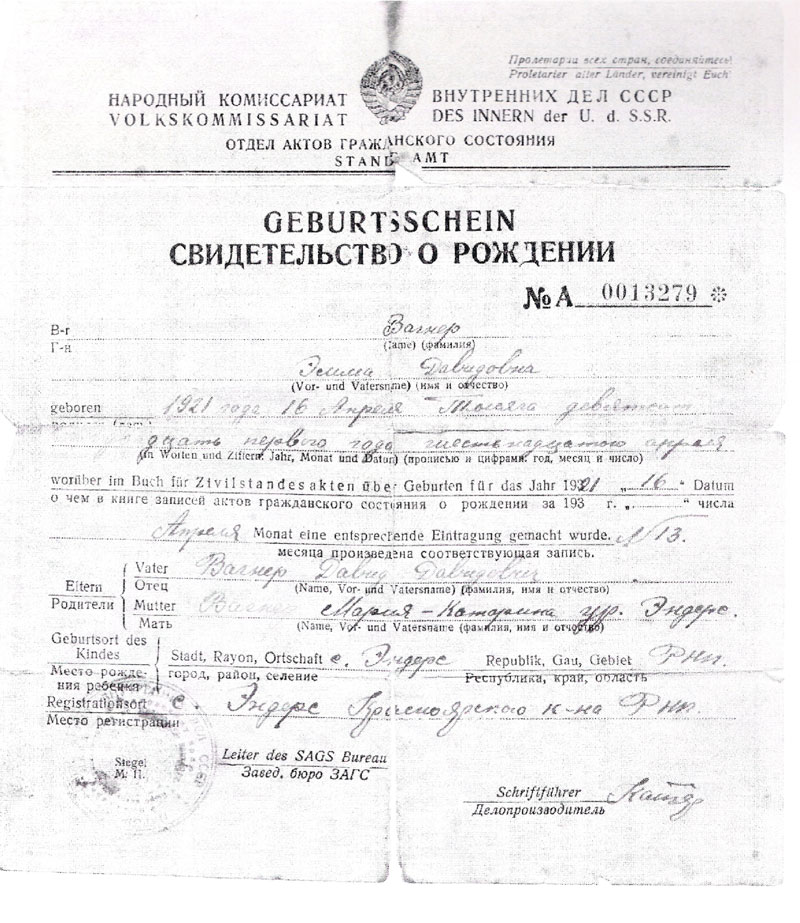 Пролетарии всех стран, соединяйтесь!
Proletarier aller Länder, vereinigt Euch!
НАРОДНЫЙ КОМИССАРИАТ ВНУТРЕННИХ ДЕЛ СССР
VOLKSKOMMISSARIAT DES INNERN der U. d. S.S.R.
ОТДЕЛ АКТОВ ГРАЖДАНСКОГО СОСТОЯНИЯ
STANDESAMT
GEBURTSSCHEIN
СВИДЕТЕЛЬСТВО О РОЖДЕНИИ
№ А 0013279
В-г Вагнер
Г-н (Name) (фамилия)
Эмма Давидовна
(Vor- und Vatersname) (имя и отчество)
geboren 1921 года 16 Апреля Тысяча девятсот
дцать первого года шестьнадцатого апреля
(in Worten und Ziffern: Jahr, Monat und Datum) (прописью и цифрами: год, месяц и число)
worüber im Buch für Zivilstandesakten über Geburten für das Jahr 1921 „ 16 “ Datum
о чем в книге записей актов гражданского состояния о рождении за 193 г. „ “ числа
Апреля Monat eine entsprechende Eintragung gemacht wurde. № 13.
месяца произведена соответствующая запись.
Eltern Vater Вагнер Давид Давидович
Родители Отец (Name, Vor- und Vatersname) (фамилия, имя и отчество)
Mutter Мария-Катарина ур. Эндерс.
Мать (Name, Vor- und Vatersname (фамилия, имя и отчество)
Geburtsort des Kindes Stadt, Rayon, Ortschaft с. Эндерс Republik, Gau, Gebiet РНП.
Место рождения ребенка город, район, селение Республика, край, область
Registrationsort с. Эндерс Красноярского к-на РНП.
Место регистрации
Siegel
М. П.
Leiter des SAGS Bureau
Завед. бюро ЗАГС
Schriftführer
Делопроизводитель